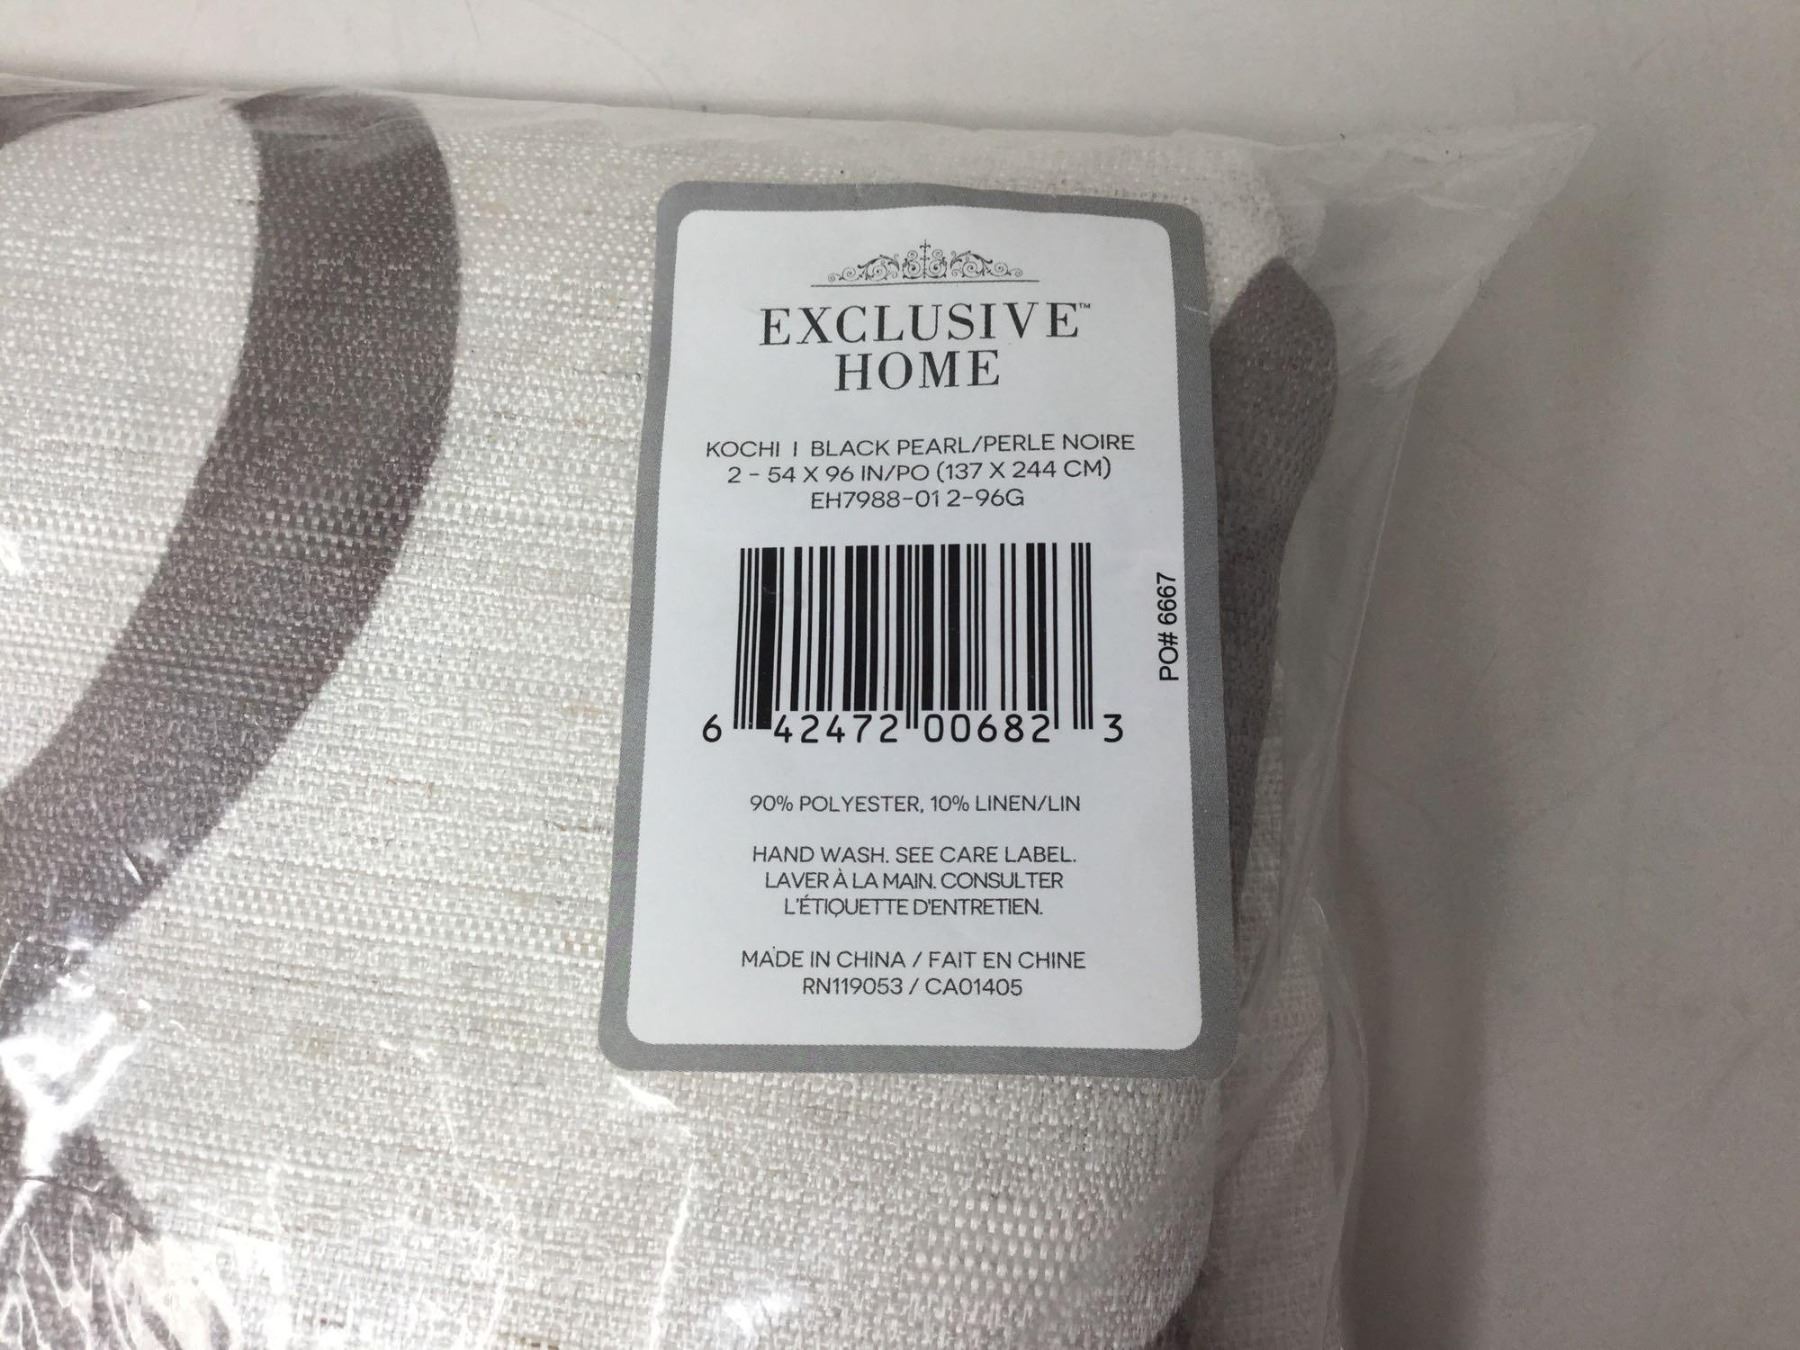 EXCLUSIVE™
HOME
KOCHI I BLACK PEARL/PERLE NOIRE
2 - 54 X 96 IN/PO (137 X 244 CM)
EH7988-01 2-96G
6 42472 00682 3
PO# 6667
90% POLYESTER, 10% LINEN/LIN
HAND WASH. SEE CARE LABEL.
LAVER À LA MAIN. CONSULTER
L'ÉTIQUETTE D'ENTRETIEN.
MADE IN CHINA / FAIT EN CHINE
RN119053 / CA01405